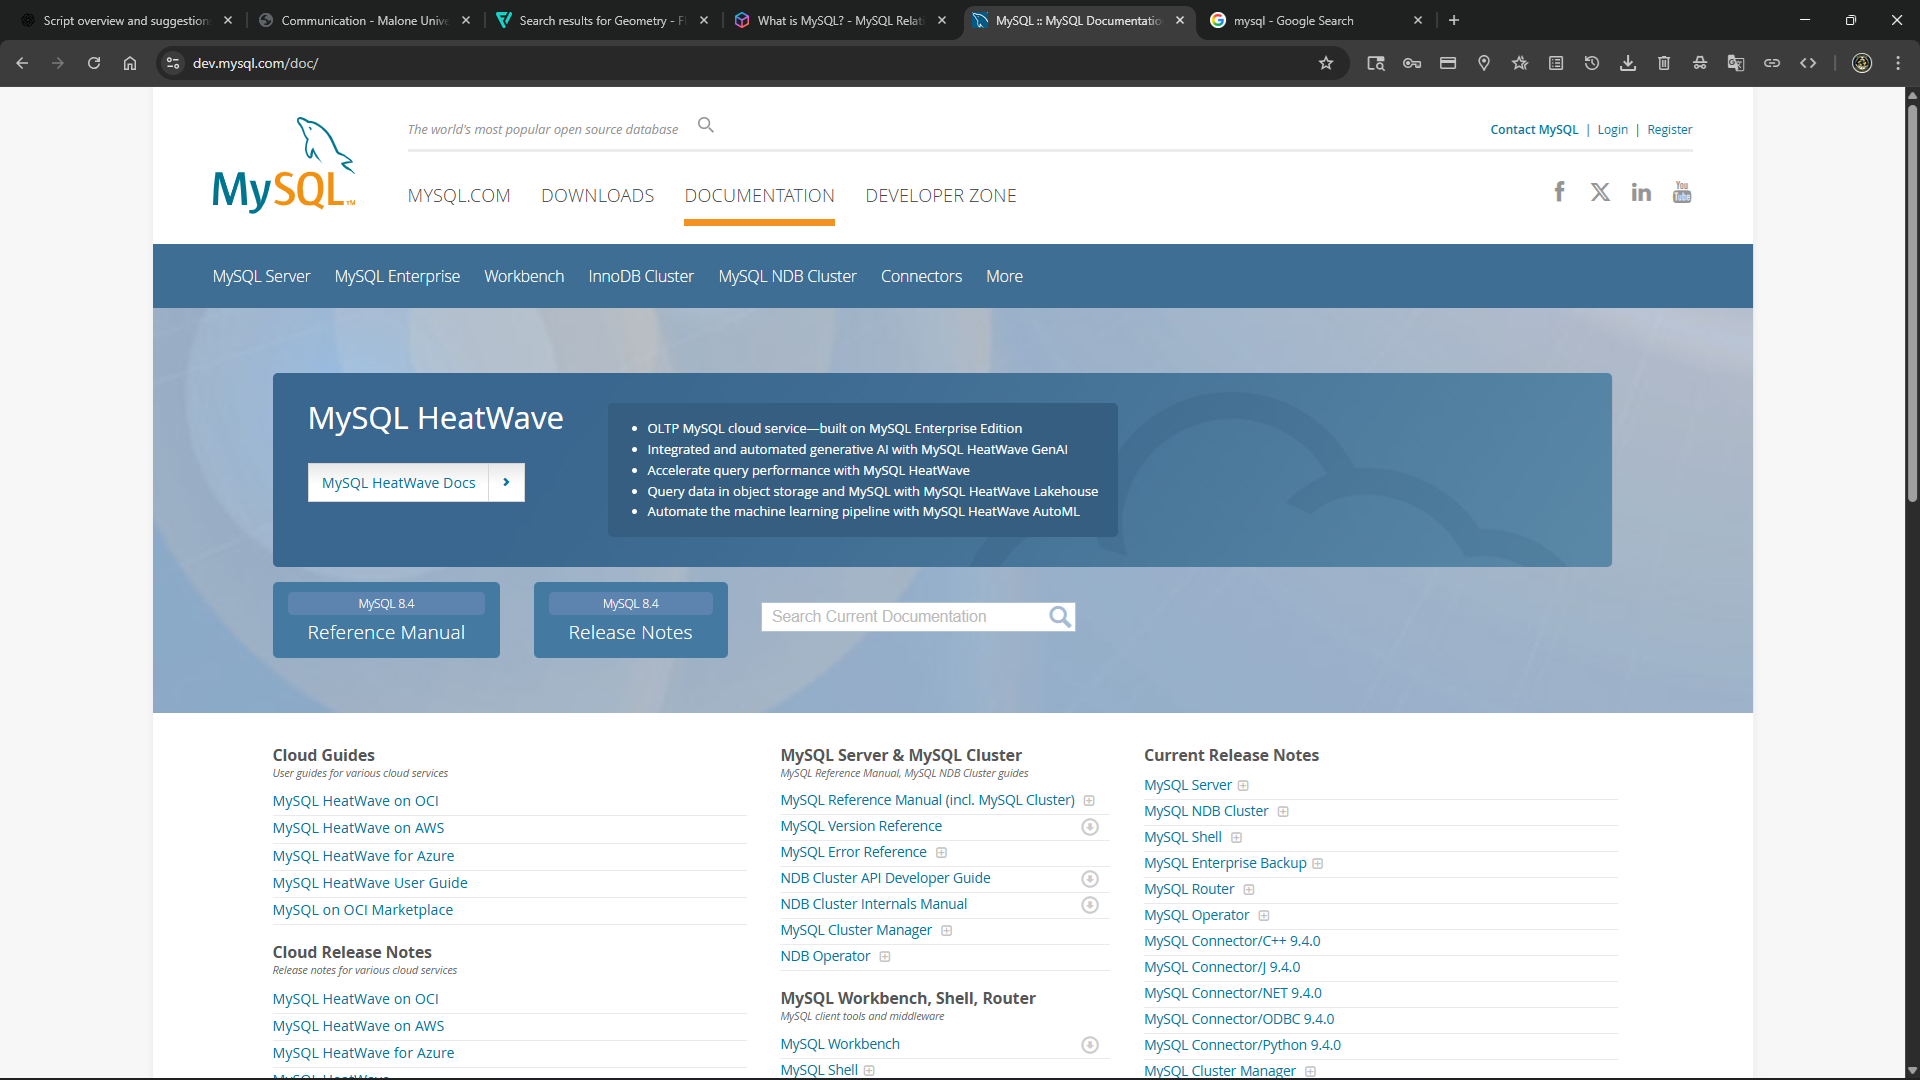 Script overview and suggestion
Communication - Malone Unive
Search results for Geometry - Fl
What is MySQL? - MySQL Relati
MySQL :: MySQL Documentatio
mysql - Google Search
dev.mysql.com/doc/
MySQL™
The world's most popular open source database
Contact MySQL | Login | Register
MYSQL.COM
DOWNLOADS
DOCUMENTATION
DEVELOPER ZONE
You
Tube
MySQL Server
MySQL Enterprise
Workbench
InnoDB Cluster
MySQL NDB Cluster
Connectors
More
MySQL HeatWave
MySQL HeatWave Docs
OLTP MySQL cloud service—built on MySQL Enterprise Edition
Integrated and automated generative AI with MySQL HeatWave GenAI
Accelerate query performance with MySQL HeatWave
Query data in object storage and MySQL with MySQL HeatWave Lakehouse
Automate the machine learning pipeline with MySQL HeatWave AutoML
MySQL 8.4
Reference Manual
MySQL 8.4
Release Notes
Search Current Documentation
Cloud Guides
User guides for various cloud services
MySQL HeatWave on OCI
MySQL HeatWave on AWS
MySQL HeatWave for Azure
MySQL HeatWave User Guide
MySQL on OCI Marketplace
Cloud Release Notes
Release notes for various cloud services
MySQL HeatWave on OCI
MySQL HeatWave on AWS
MySQL HeatWave for Azure
MySQL HeatWave
MySQL Server & MySQL Cluster
MySQL Reference Manual, MySQL NDB Cluster guides
MySQL Reference Manual (incl. MySQL Cluster)
MySQL Version Reference
MySQL Error Reference
NDB Cluster API Developer Guide
NDB Cluster Internals Manual
MySQL Cluster Manager
NDB Operator
MySQL Workbench, Shell, Router
MySQL client tools and middleware
MySQL Workbench
MySQL Shell
Current Release Notes
MySQL Server
MySQL NDB Cluster
MySQL Shell
MySQL Enterprise Backup
MySQL Router
MySQL Operator
MySQL Connector/C++ 9.4.0
MySQL Connector/J 9.4.0
MySQL Connector/NET 9.4.0
MySQL Connector/ODBC 9.4.0
MySQL Connector/Python 9.4.0
MySQL Cluster Manager